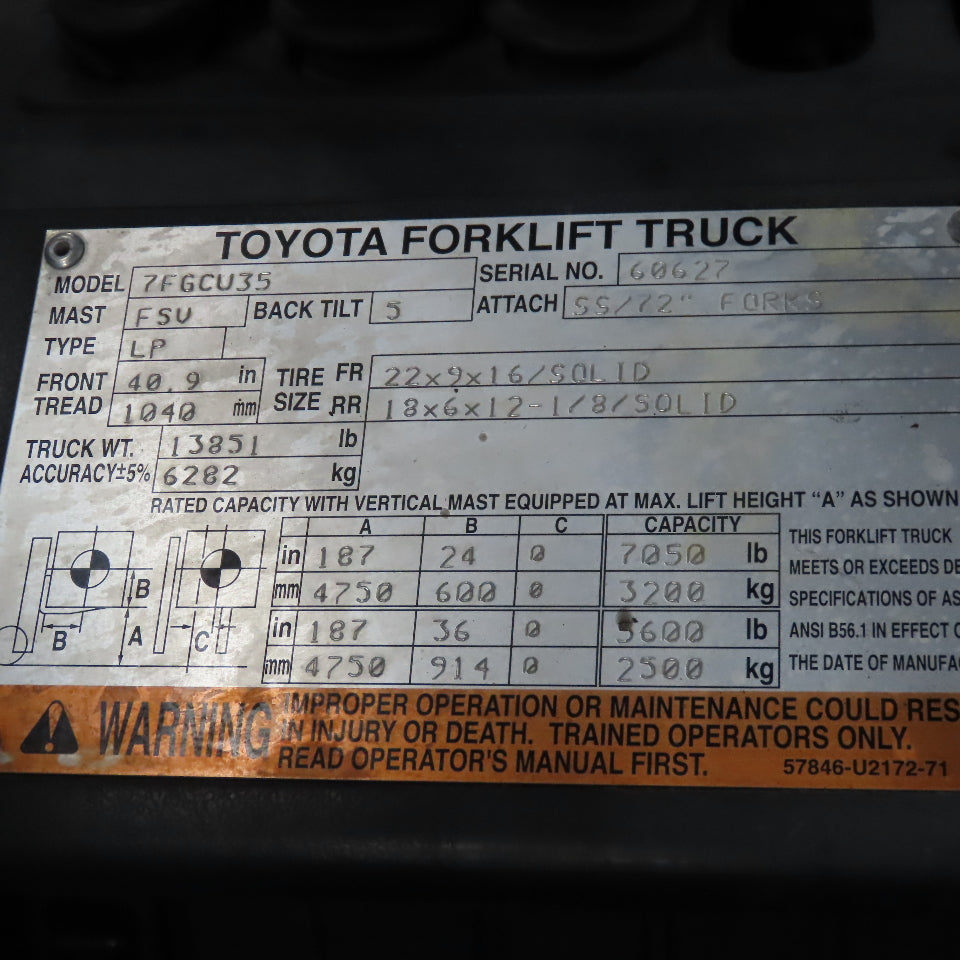 TOYOTA FORKLIFT TRUCK
MODEL 7FGCU35 SERIAL NO. 60627
MAST FSV BACK TILT 5 ATTACH SS/72" FORKS
TYPE LP
FRONT TREAD 40.9 in TIRE SIZE FR 22x9x16/SOLID
1040 mm RR 18x6x12-1/8/SOLID
TRUCK WT. 13851 lb
ACCURACY±5% 6282 kg
RATED CAPACITY WITH VERTICAL MAST EQUIPPED AT MAX. LIFT HEIGHT "A" AS SHOWN
A B C CAPACITY
in 187 24 0 7050 lb
mm 4750 600 0 3200 kg
in 187 36 0 5600 lb
mm 4750 914 0 2500 kg
B
B A C
THIS FORKLIFT TRUCK
MEETS OR EXCEEDS DE
SPECIFICATIONS OF AS
ANSI B56.1 IN EFFECT O
THE DATE OF MANUFA
WARNING
IMPROPER OPERATION OR MAINTENANCE COULD RES
IN INJURY OR DEATH. TRAINED OPERATORS ONLY.
READ OPERATOR'S MANUAL FIRST. 57846-U2172-71